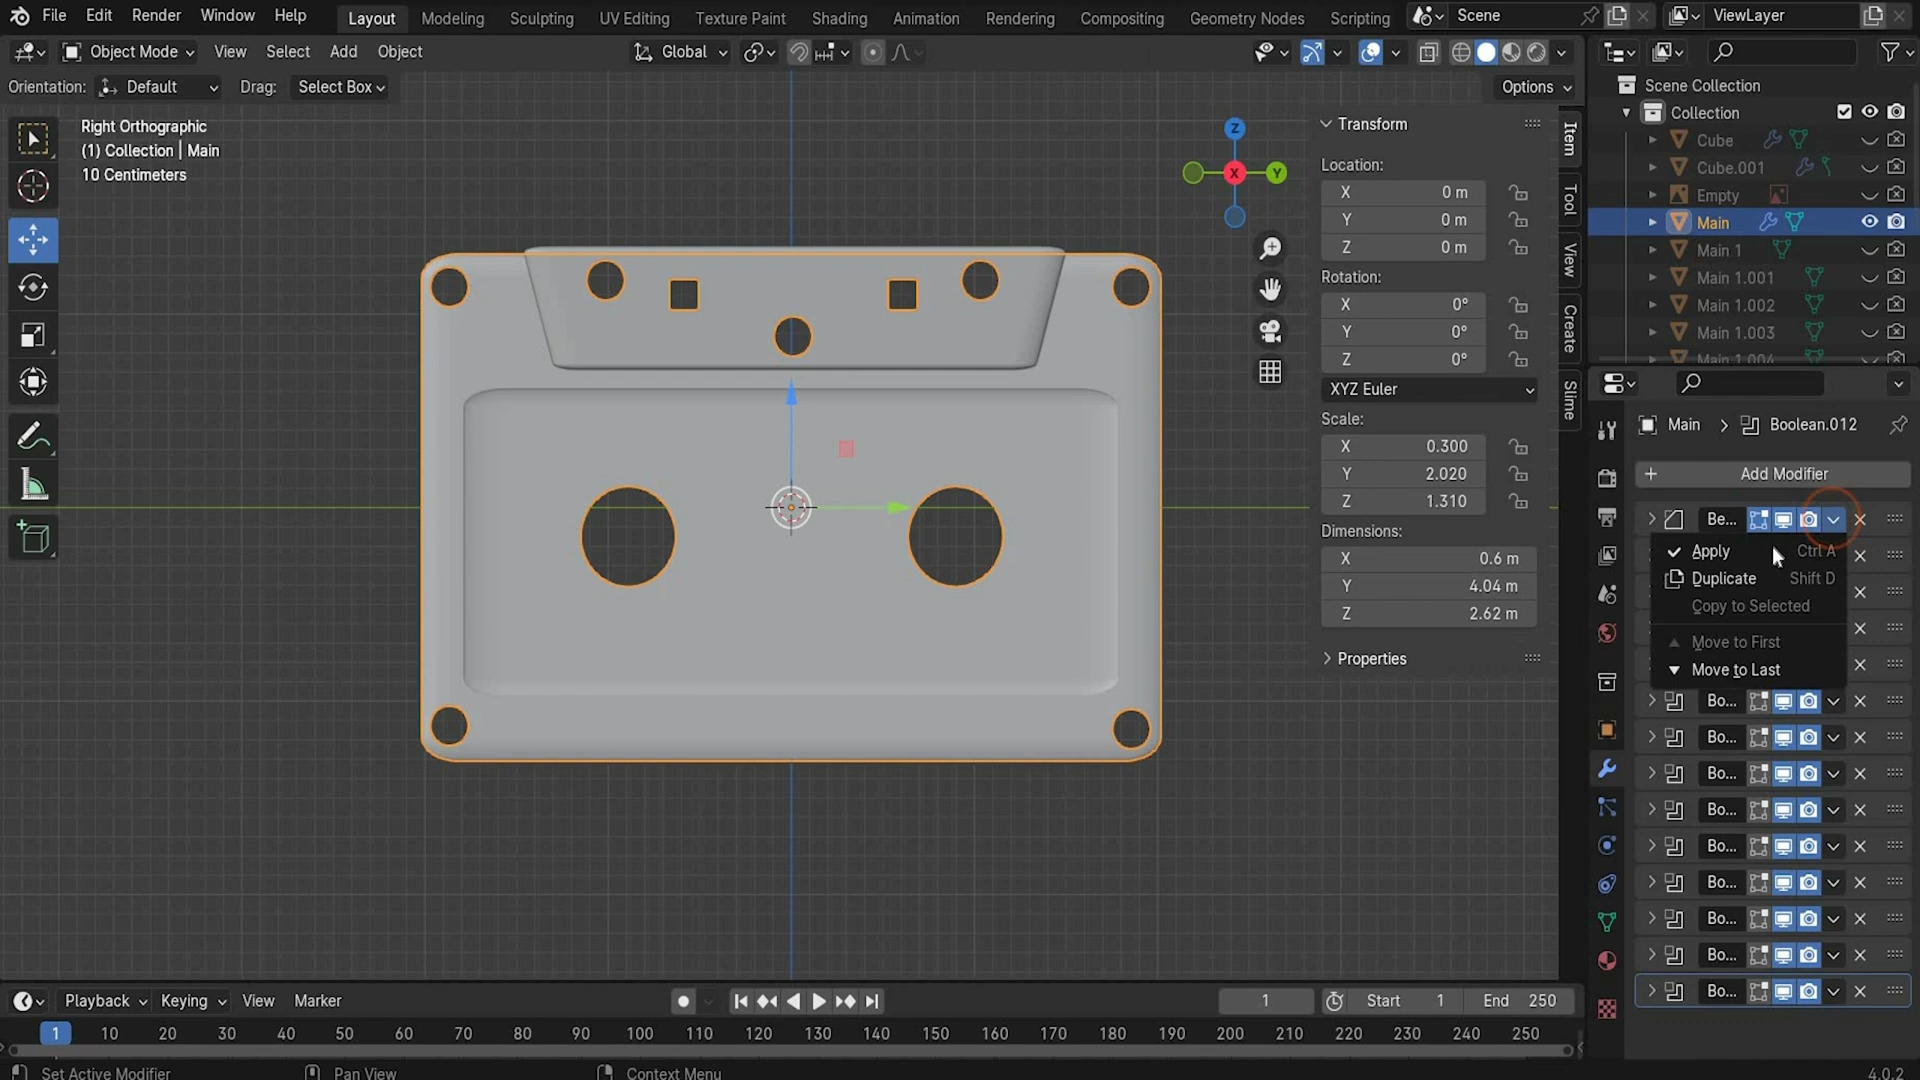 File Edit Render Window Help Layout Modeling Sculpting UV Editing Texture Paint Shading Animation Rendering Compositing Geometry Nodes Scripting Scene ViewLayer
Object Mode View Select Add Object Global
Orientation: Default Drag: Select Box Options
Right Orthographic
(1) Collection | Main
10 Centimeters
Z
X
Y
Transform
Location:
X 0 m
Y 0 m
Z 0 m
Rotation:
X 0°
Y 0°
Z 0°
XYZ Euler
Scale:
X 0.300
Y 2.020
Z 1.310
Dimensions:
X 0.6 m
Y 4.04 m
Z 2.62 m
Properties
Item
Tool
View
Create
Slime
Scene Collection
Collection
Cube
Cube.001
Empty
Main
Main 1
Main 1.001
Main 1.002
Main 1.003
Main 1.004
Main Boolean.012
Add Modifier
Be...
Apply Ctrl A
Duplicate Shift D
Copy to Selected
Move to First
Move to Last
Bo...
Bo...
Bo...
Bo...
Bo...
Bo...
Bo...
Bo...
Bo...
Playback Keying View Marker 1 Start 1 End 250
1 10 20 30 40 50 60 70 80 90 100 110 120 130 140 150 160 170 180 190 200 210 220 230 240 250
Set Active Modifier Pan View Context Menu 4.0.2